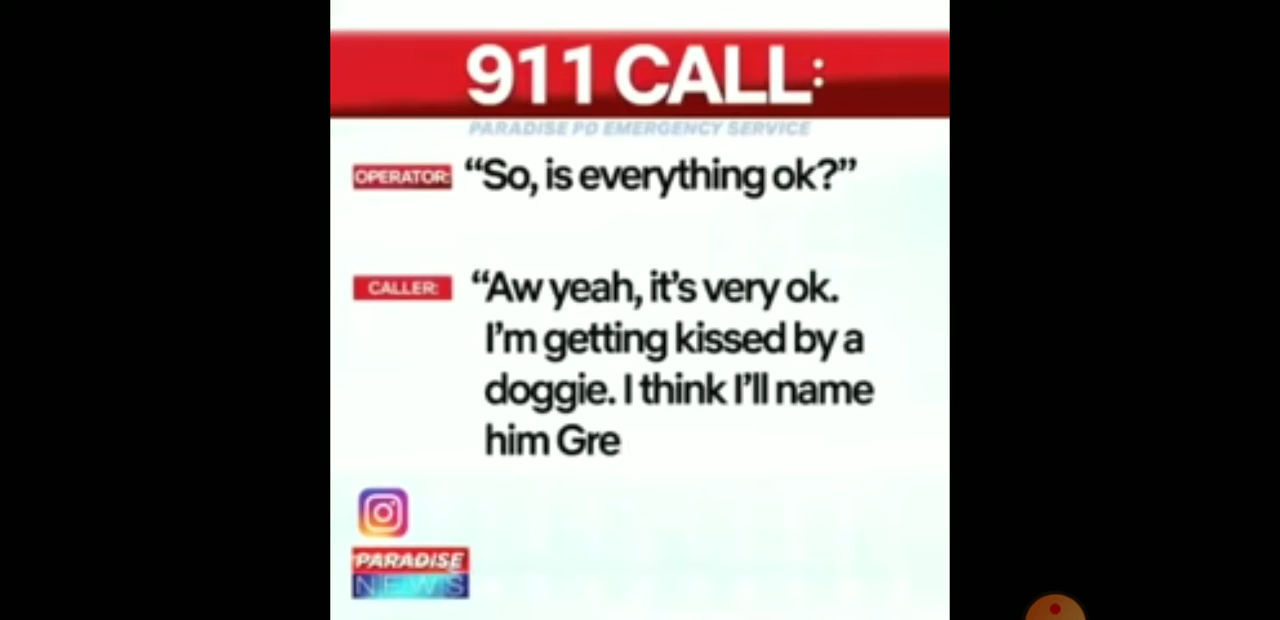 911 CALL:
PARADISE PD EMERGENCY SERVICE
OPERATOR: “So, is everything ok?”
CALLER: “Aw yeah, it’s very ok.
I’m getting kissed by a
doggie. I think I’ll name
him Gre
PARADISE
NEWS